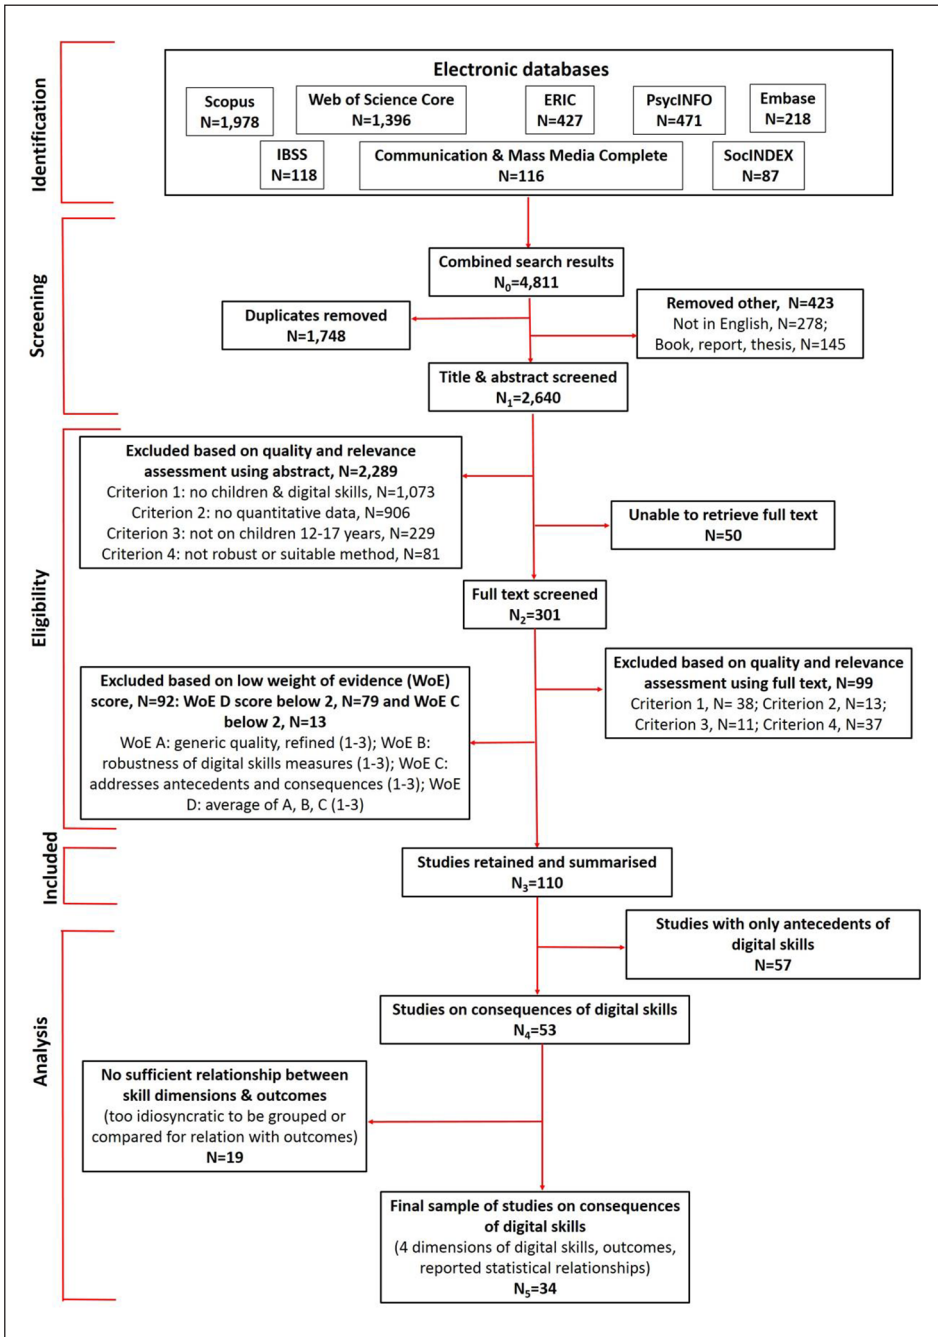 Identification
Electronic databases
Scopus
N=1,978
Web of Science Core
N=1,396
ERIC
N=427
PsycINFO
N=471
Embase
N=218
IBSS
N=118
Communication & Mass Media Complete
N=116
SocINDEX
N=87
Screening
Combined search results
N0=4,811
Duplicates removed
N=1,748
Removed other, N=423
Not in English, N=278;
Book, report, thesis, N=145
Title & abstract screened
N1=2,640
Eligibility
Excluded based on quality and relevance
assessment using abstract, N=2,289
Criterion 1: no children & digital skills, N=1,073
Criterion 2: no quantitative data, N=906
Criterion 3: not on children 12-17 years, N=229
Criterion 4: not robust or suitable method, N=81
Unable to retrieve full text
N=50
Full text screened
N2=301
Excluded based on quality and relevance
assessment using full text, N=99
Criterion 1, N= 38; Criterion 2, N=13;
Criterion 3, N=11; Criterion 4, N=37
Excluded based on low weight of evidence (WoE)
score, N=92: WoE D score below 2, N=79 and WoE C
below 2, N=13
WoE A: generic quality, refined (1-3); WoE B:
robustness of digital skills measures (1-3); WoE C:
addresses antecedents and consequences (1-3); WoE
D: average of A, B, C (1-3)
Included
Studies retained and summarised
N3=110
Analysis
Studies with only antecedents of
digital skills
N=57
Studies on consequences of digital skills
N4=53
No sufficient relationship between
skill dimensions & outcomes
(too idiosyncratic to be grouped or
compared for relation with outcomes)
N=19
Final sample of studies on consequences
of digital skills
(4 dimensions of digital skills, outcomes,
reported statistical relationships)
N5=34